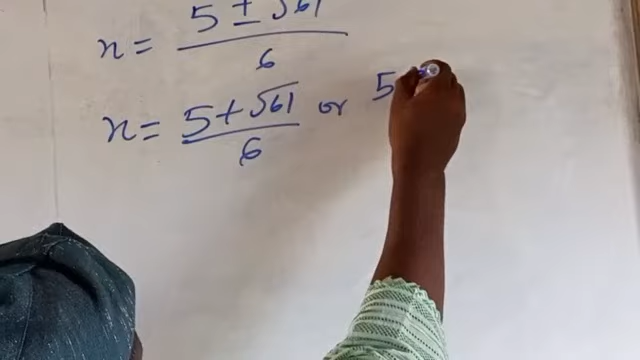 n = 5 ± √61 / 6
n = 5 + √61 / 6 or 5